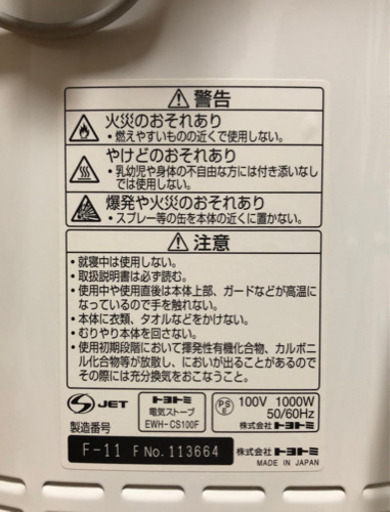 ⚠ 警告
火災のおそれあり
・燃えやすいものの近くで使用しない。
やけどのおそれあり
・乳幼児や身体の不自由な方には付き添いなし
では使用しない。
爆発や火災のおそれあり
・スプレー等の缶を本体の近くに置かない。
⚠ 注意
・就寝中は使用しない。
・取扱説明書は必ず読む。
・使用中や使用直後は本体上部、ガードなどが高温に
なっているので手を触れない。
・本体に衣類、タオルなどをかけない。
・むりやり本体を回さない。
・使用初期段階において揮発性有機化合物、カルボニ
ル化合物等が放散し、においが出ることがあるので
その際には充分換気をおこなうこと。
S JET
トヨトミ
電気ストーブ
EWH-CS100F
PS E
100V 1000W
50/60Hz
株式会社 トヨトミ
製造番号
F-11 F No. 113664
株式会社 トヨトミ
MADE IN JAPAN